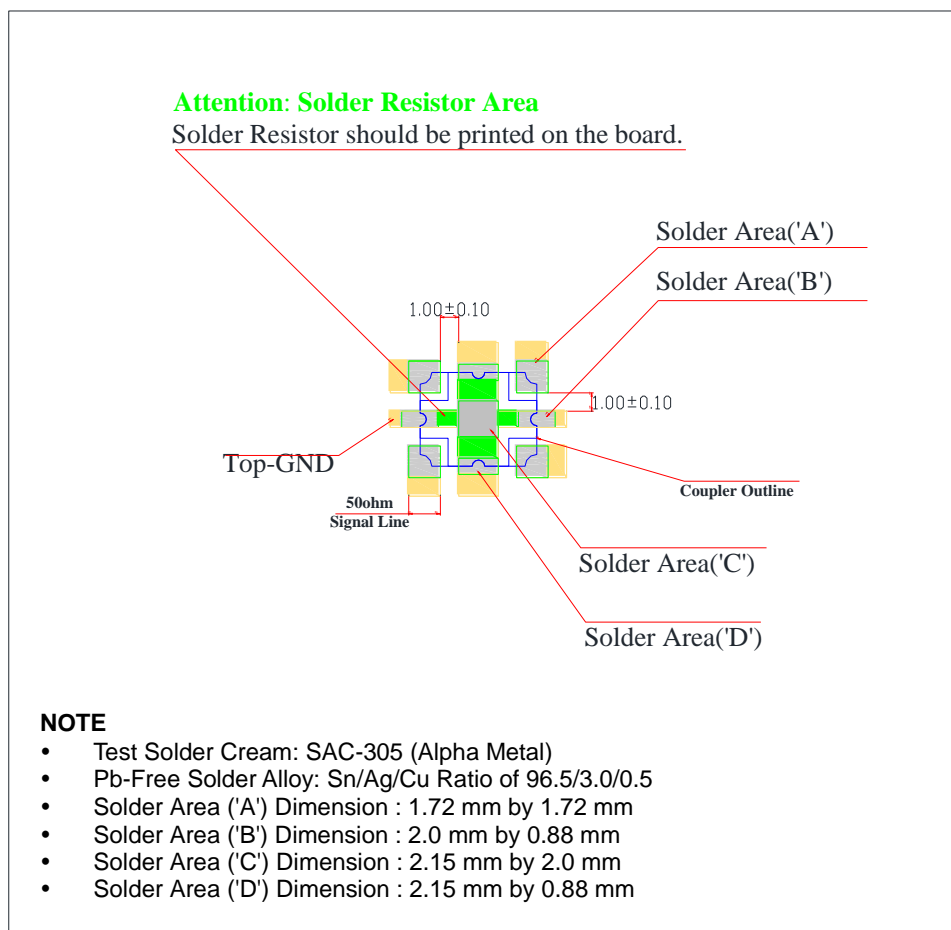 Attention: Solder Resistor Area
Solder Resistor should be printed on the board.
Solder Area('A')
Solder Area('B')
1.00±0.10
1.00±0.10
Top-GND
Coupler Outline
50ohm
Signal Line
Solder Area('C')
Solder Area('D')
NOTE
• Test Solder Cream: SAC-305 (Alpha Metal)
• Pb-Free Solder Alloy: Sn/Ag/Cu Ratio of 96.5/3.0/0.5
• Solder Area ('A') Dimension : 1.72 mm by 1.72 mm
• Solder Area ('B') Dimension : 2.0 mm by 0.88 mm
• Solder Area ('C') Dimension : 2.15 mm by 2.0 mm
• Solder Area ('D') Dimension : 2.15 mm by 0.88 mm